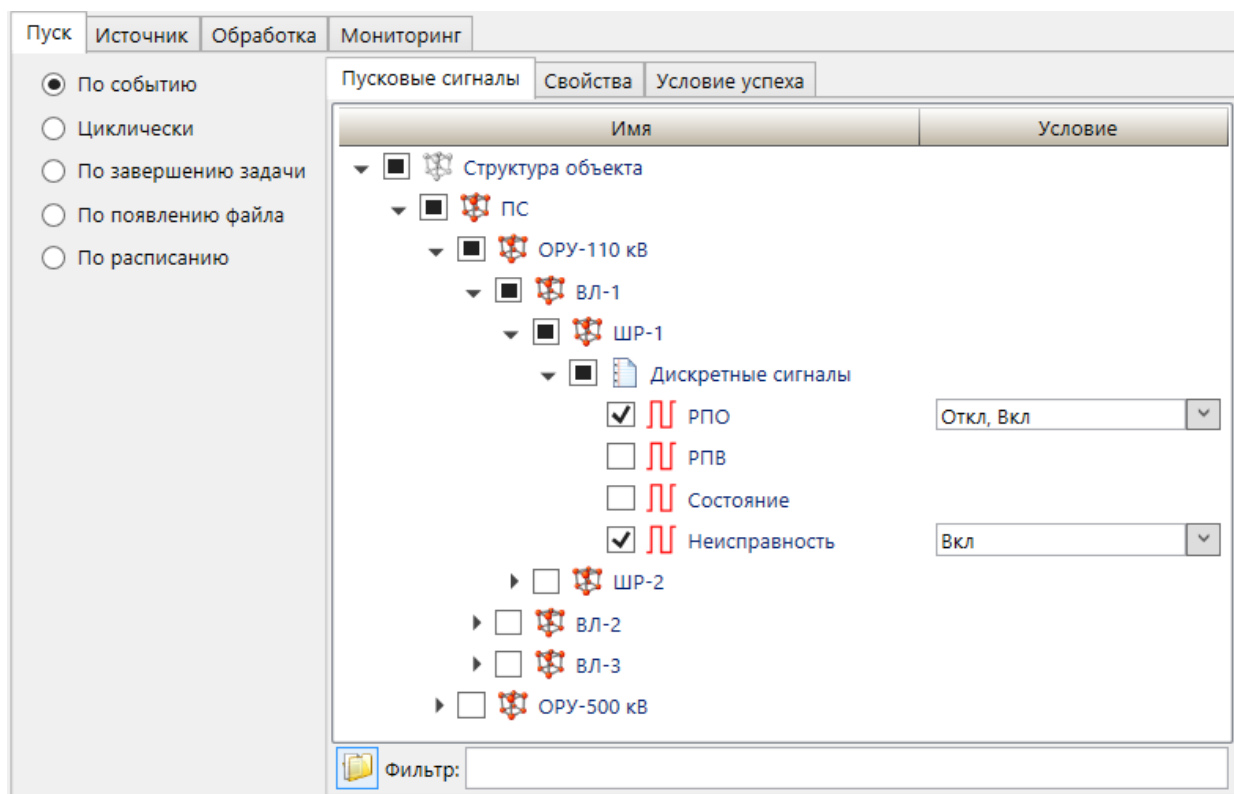 Пуск Источник Обработка Мониторинг
По событию
Циклически
По завершению задачи
По появлению файла
По расписанию
Пусковые сигналы Свойства Условие успеха
Имя Условие
Структура объекта
ПС
ОРУ-110 кВ
ВЛ-1
ШР-1
Дискретные сигналы
РПО Откл, Вкл
РПВ
Состояние
Неисправность Вкл
ШР-2
ВЛ-2
ВЛ-3
ОРУ-500 кВ
Фильтр: